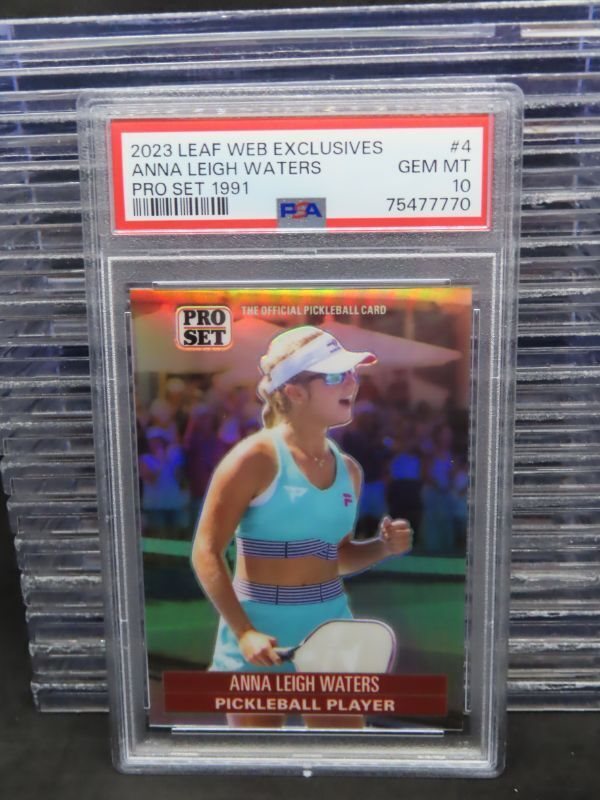 2023 LEAF WEB EXCLUSIVES #4
ANNA LEIGH WATERS GEM MT
PRO SET 1991 10
PSA 75477770
PRO
SET
THE OFFICIAL PICKLEBALL CARD
ANNA LEIGH WATERS
PICKLEBALL PLAYER